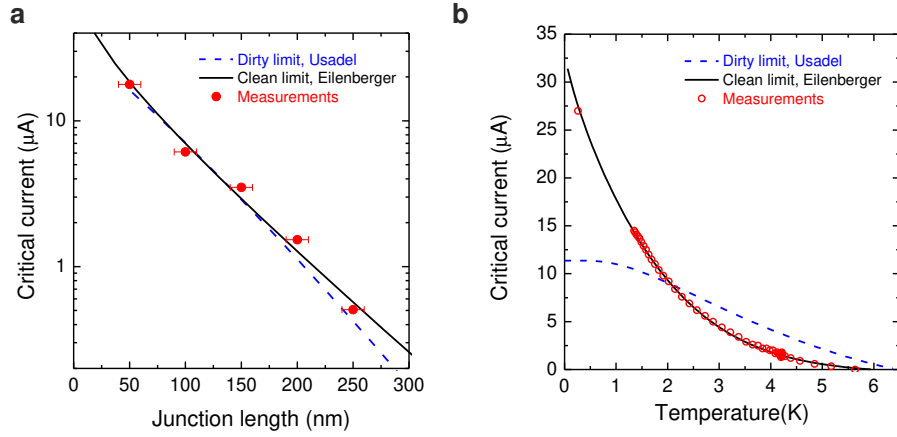 a
Dirty limit, Usadel
Clean limit, Eilenberger
Measurements
10
1
Critical current (μA)
0 50 100 150 200 250 300
Junction length (nm)
b
Dirty limit, Usadel
Clean limit, Eilenberger
Measurements
35
30
25
20
15
10
5
0
Critical current (μA)
0 1 2 3 4 5 6
Temperature(K)